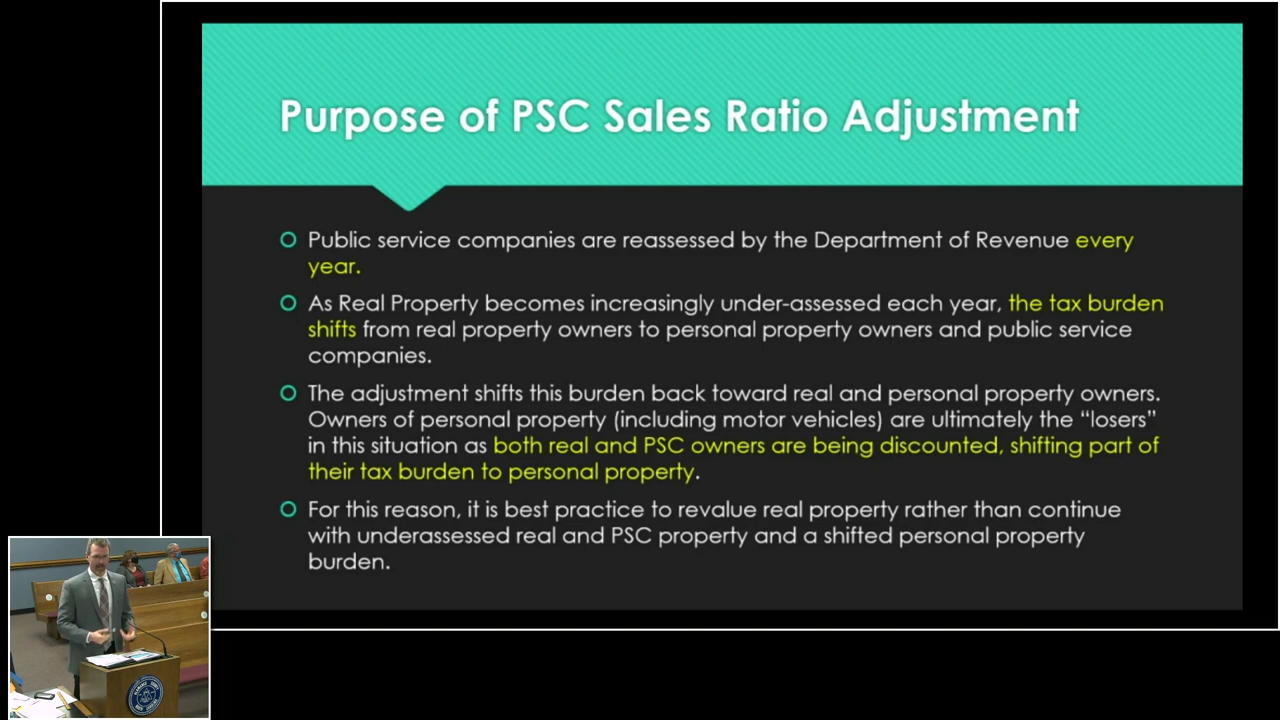 Purpose of PSC Sales Ratio Adjustment
Public service companies are reassessed by the Department of Revenue every
year.
As Real Property becomes increasingly under-assessed each year, the tax burden
shifts from real property owners to personal property owners and public service
companies.
The adjustment shifts this burden back toward real and personal property owners.
Owners of personal property (including motor vehicles) are ultimately the “losers”
in this situation as both real and PSC owners are being discounted, shifting part of
their tax burden to personal property.
For this reason, it is best practice to revalue real property rather than continue
with underassessed real and PSC property and a shifted personal property
burden.